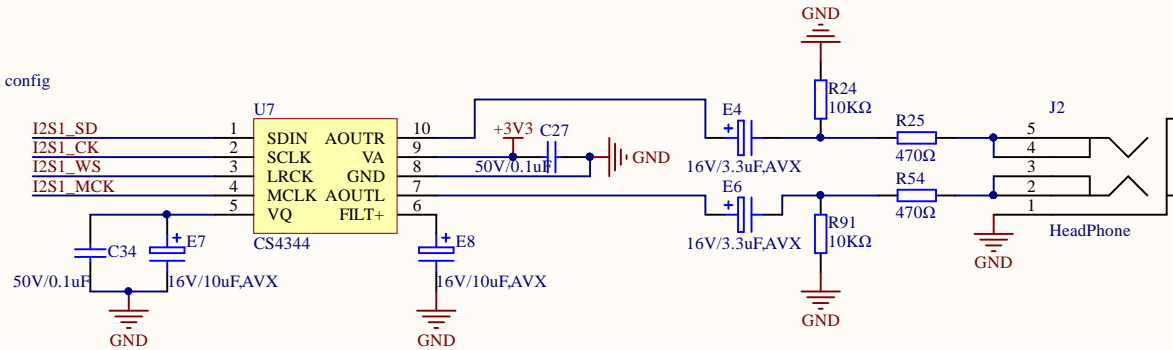 GND
config
U7
E4
R24
10KΩ
J2
I2S1_SD
1
SDIN
AOUTR
10
+3V3
C27
R25
5
I2S1_CK
2
SCLK
VA
9
GND
470Ω
4
I2S1_WS
3
LRCK
GND
8
50V/0.1uF
16V/3.3uF,AVX
3
I2S1_MCK
4
MCLK
AOUTL
7
E6
R54
2
5
VQ
FILT+
6
470Ω
1
C34
E7
CS4344
E8
16V/3.3uF,AVX
R91
10KΩ
HeadPhone
GND
50V/0.1uF
16V/10uF,AVX
16V/10uF,AVX
GND
GND
GND